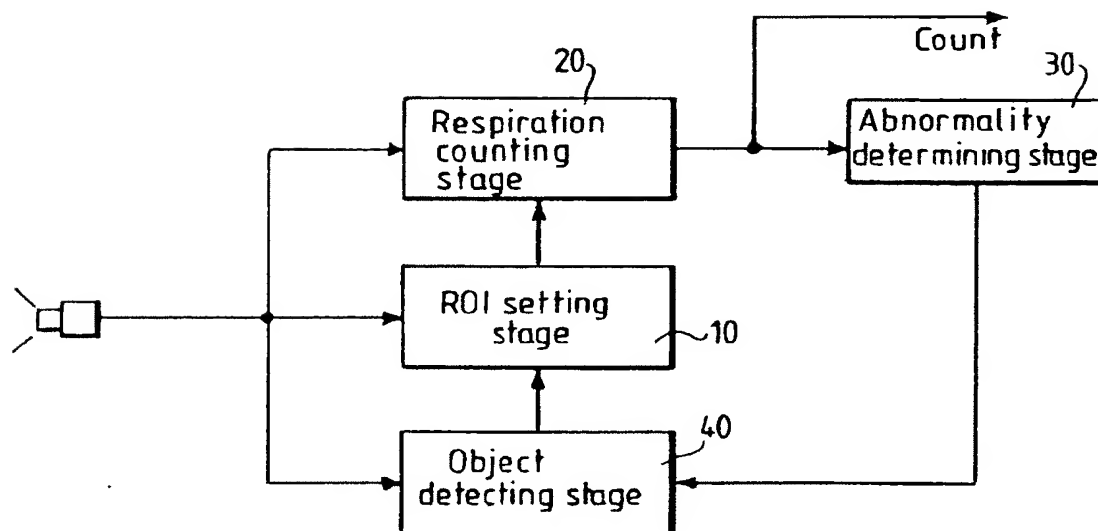 Count
20
30
Respiration
counting
stage
Abnormality
determining stage
ROI setting
stage
10
40
Object
detecting stage